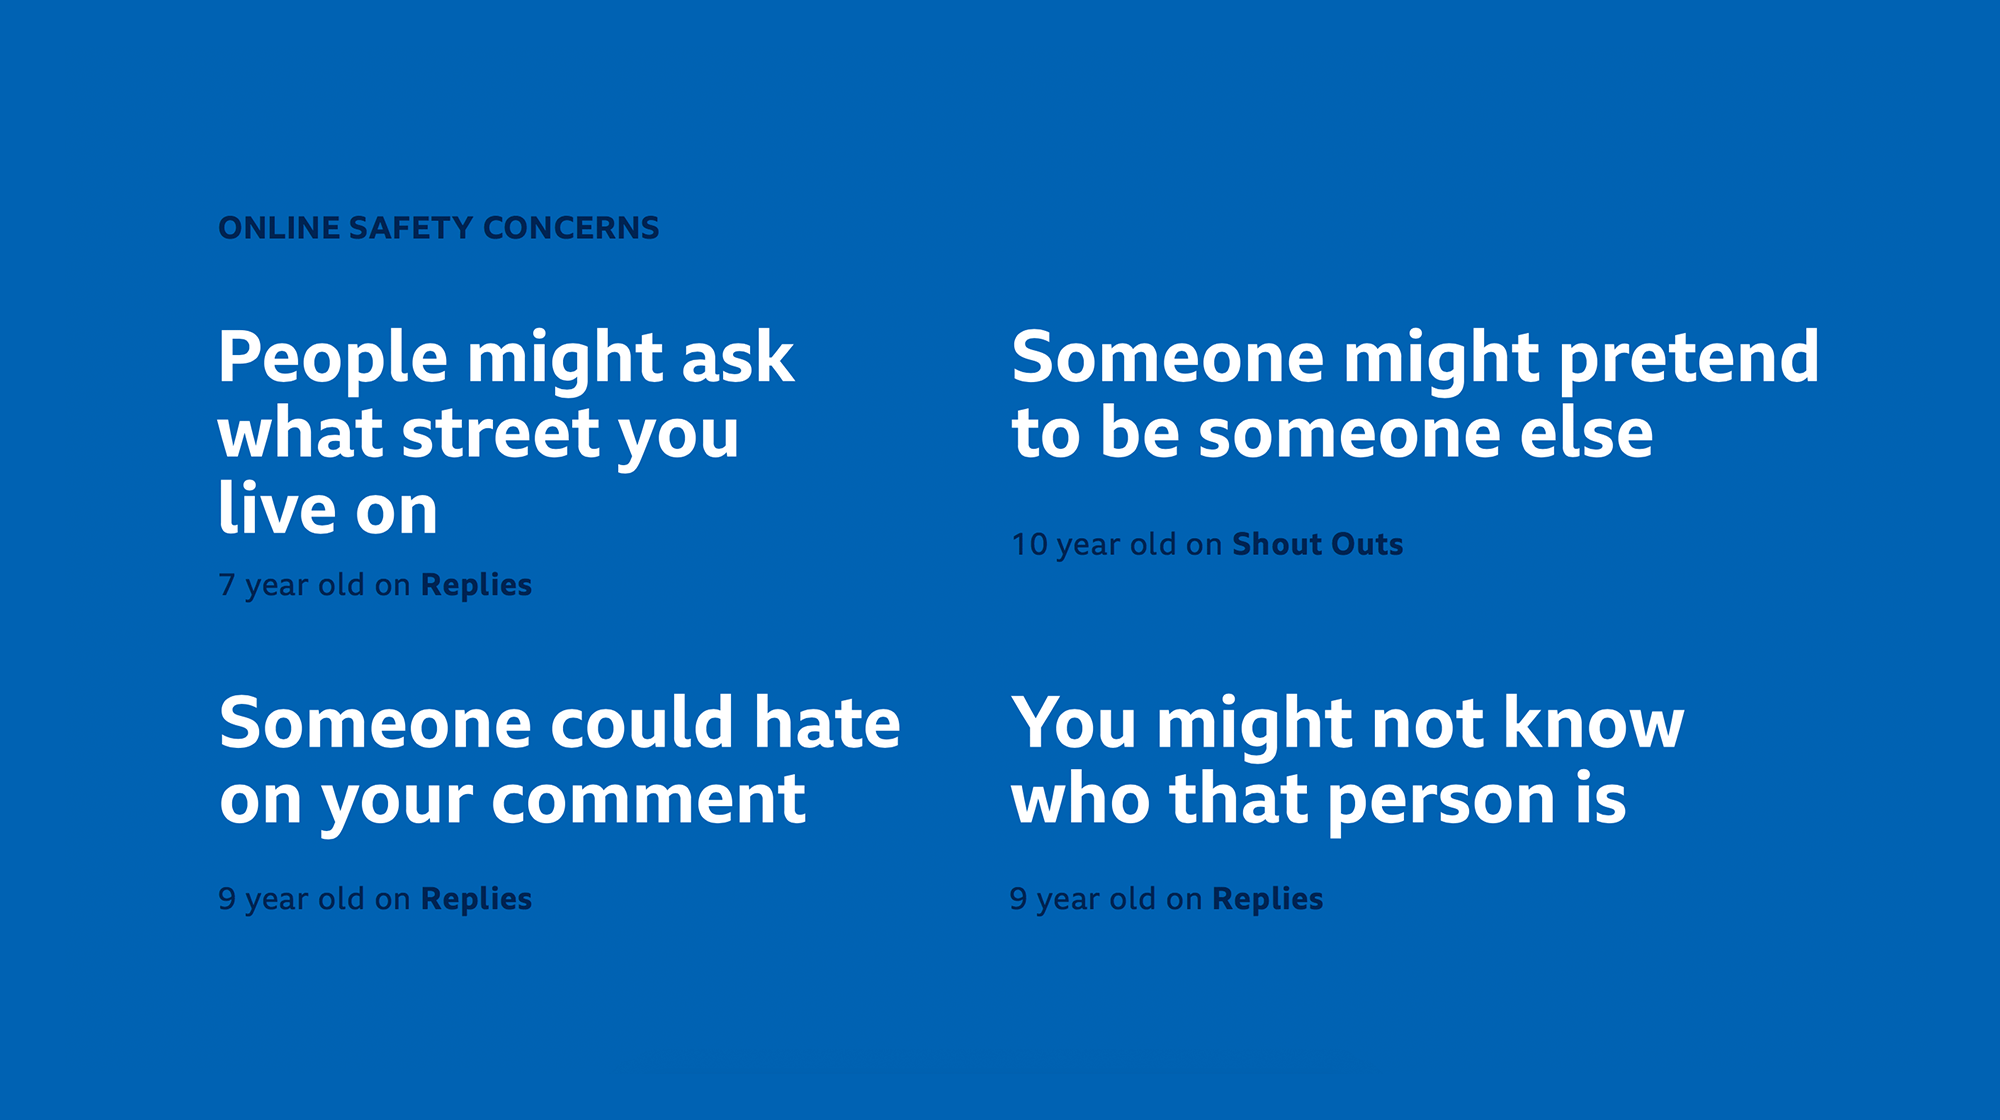 ONLINE SAFETY CONCERNS
People might ask
what street you
live on
7 year old on Replies
Someone might pretend
to be someone else
10 year old on Shout Outs
Someone could hate
on your comment
9 year old on Replies
You might not know
who that person is
9 year old on Replies